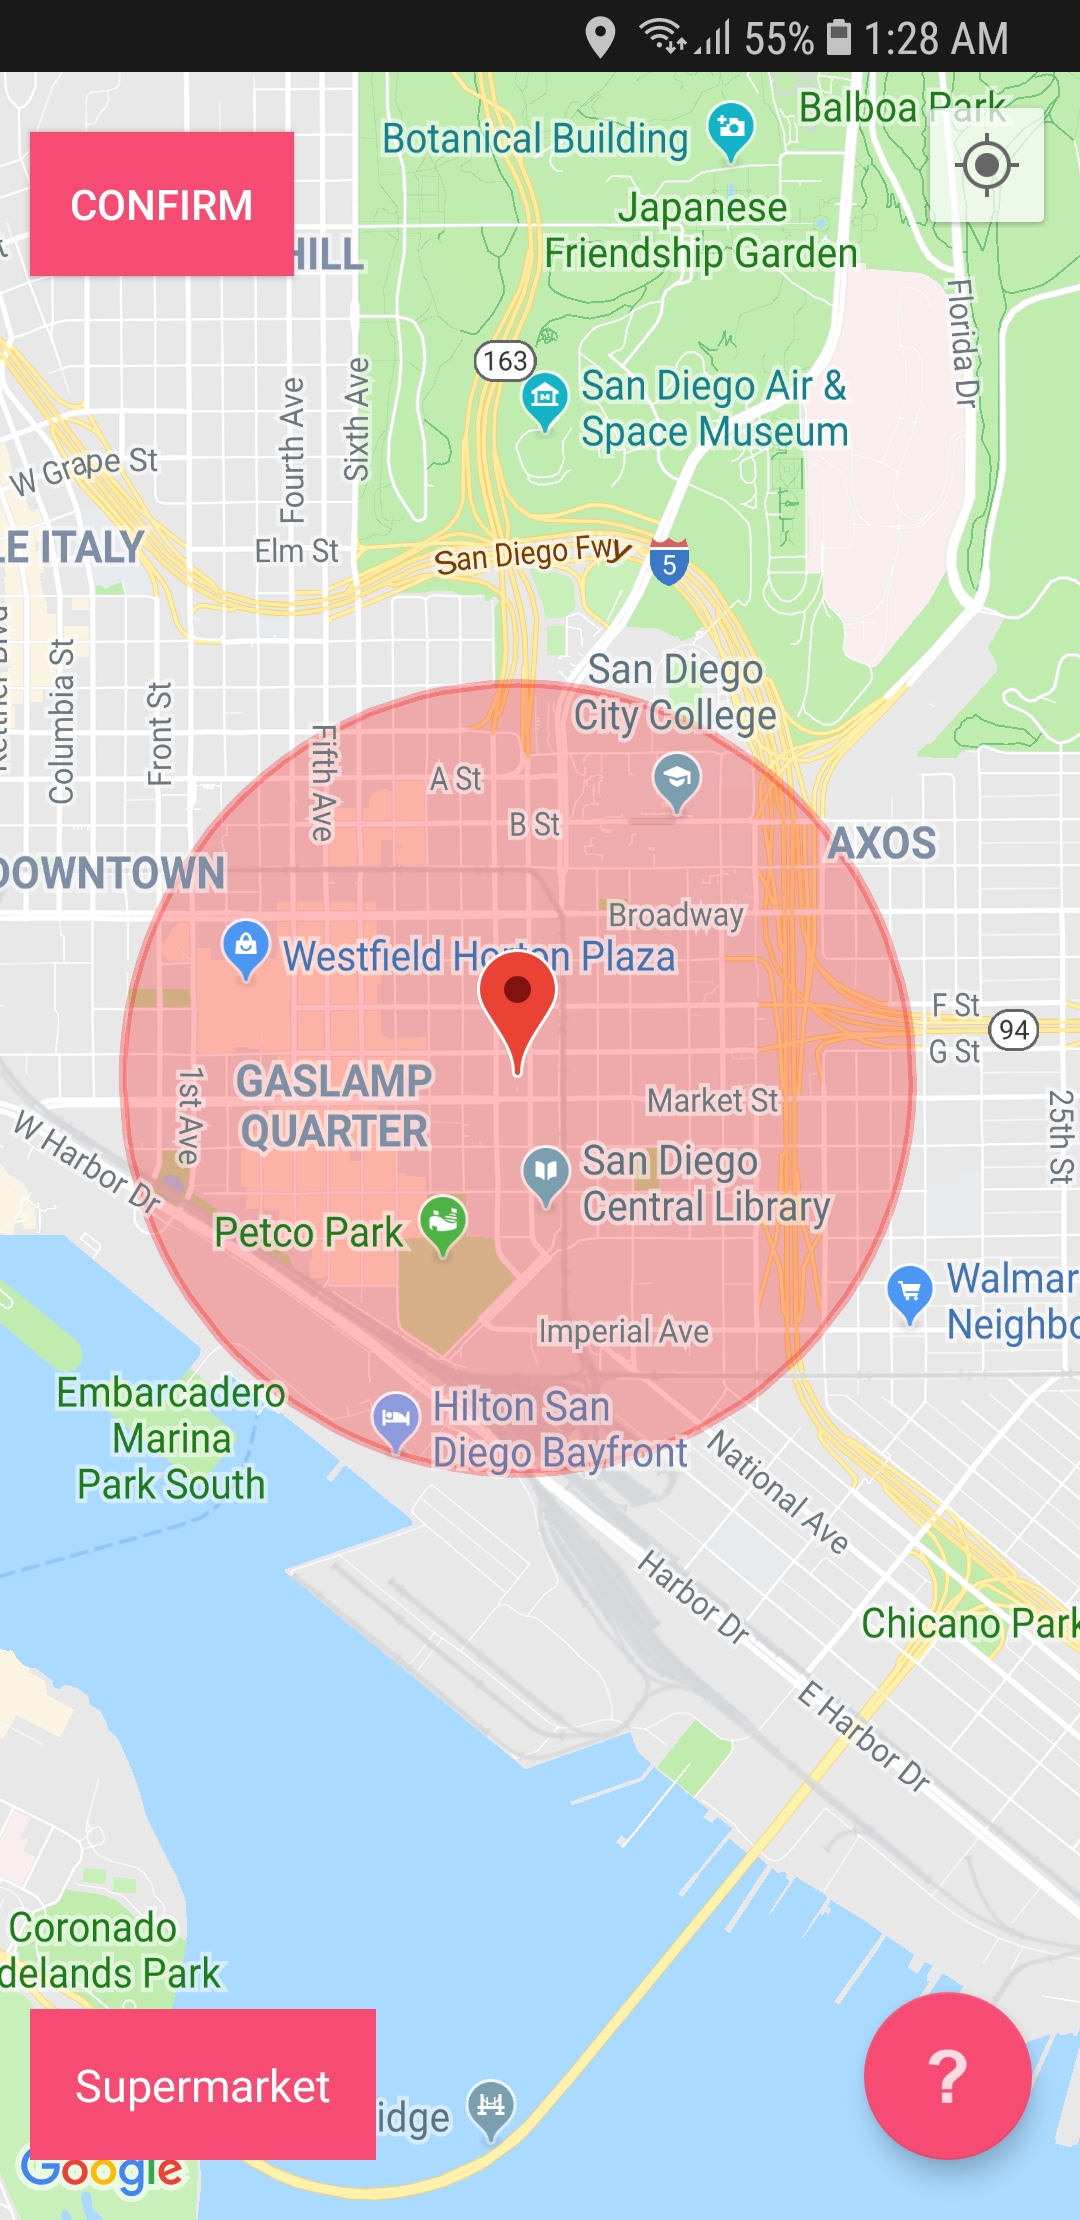 55% 1:28 AM
Balboa Park
Botanical Building
CONFIRM
Japanese
Friendship Garden
HILL
Florida Dr
163
San Diego Air &
Space Museum
Fourth Ave
Sixth Ave
W Grape St
LE ITALY
Elm St
San Diego Fwy
5
Columbia St
Front St
San Diego
City College
Fifth Ave
A St
B St
AXOS
DOWNTOWN
Broadway
Westfield Horton Plaza
F St
94
G St
GASLAMP
QUARTER
1st Ave
Market St
25th St
W Harbor Dr
San Diego
Central Library
Petco Park
Walmar
Neighbo
Imperial Ave
Embarcadero
Marina
Park South
Hilton San
Diego Bayfront
National Ave
Harbor Dr
Chicano Park
E Harbor Dr
Coronado
delands Park
Supermarket
idge
?
Google